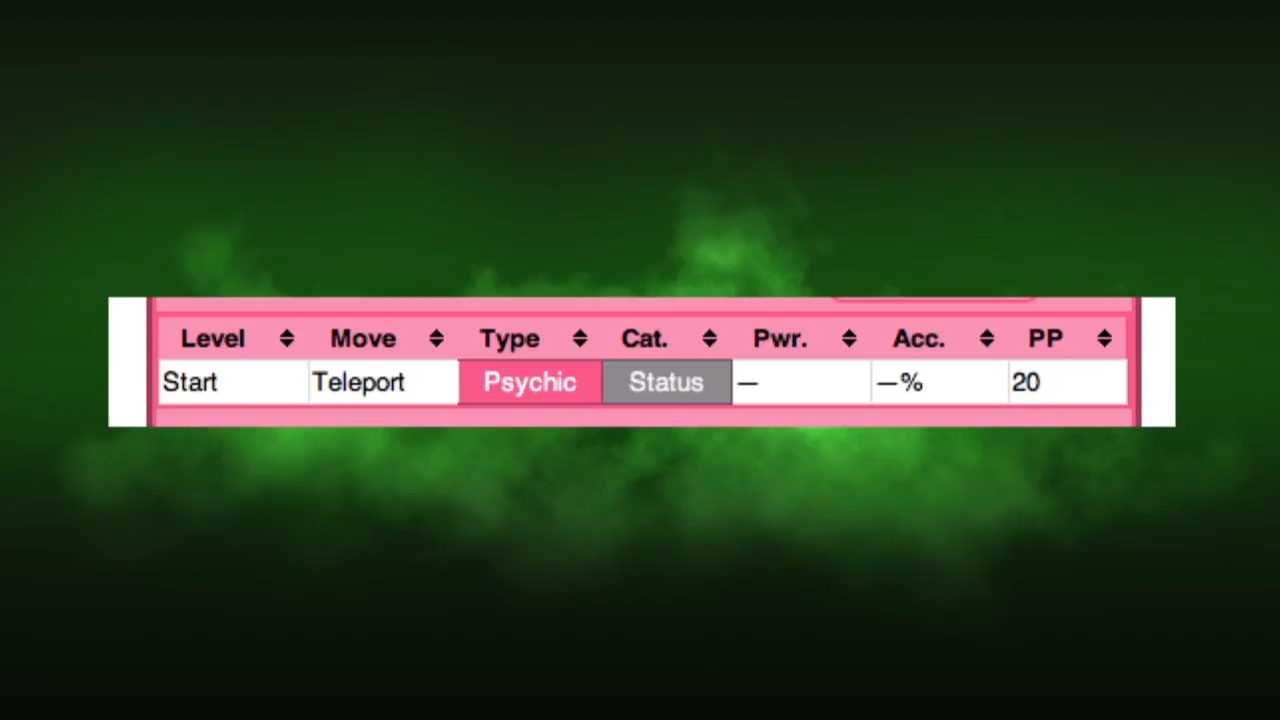 Level Move Type Cat. Pwr. Acc. PP
Start Teleport Psychic Status — —% 20